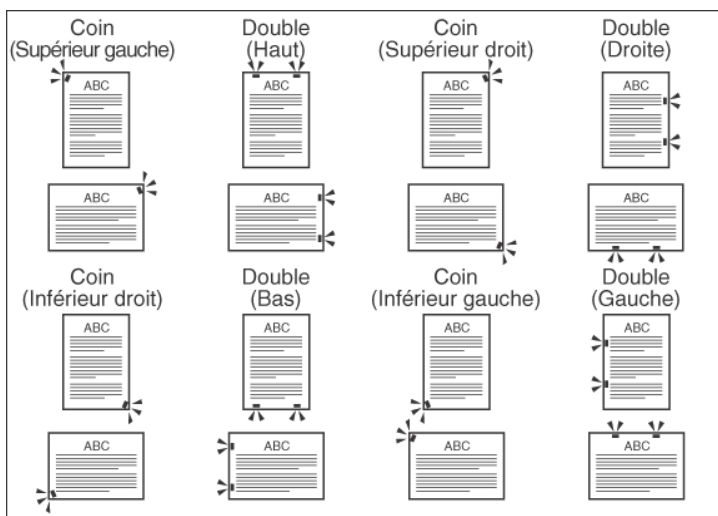 Coin
(Supérieur gauche)
Double
(Haut)
Coin
(Supérieur droit)
Double
(Droite)
ABC
ABC
ABC
ABC
ABC
ABC
ABC
ABC
Coin
(Inférieur droit)
Double
(Bas)
Coin
(Inférieur gauche)
Double
(Gauche)
ABC
ABC
ABC
ABC
ABC
ABC
ABC
ABC